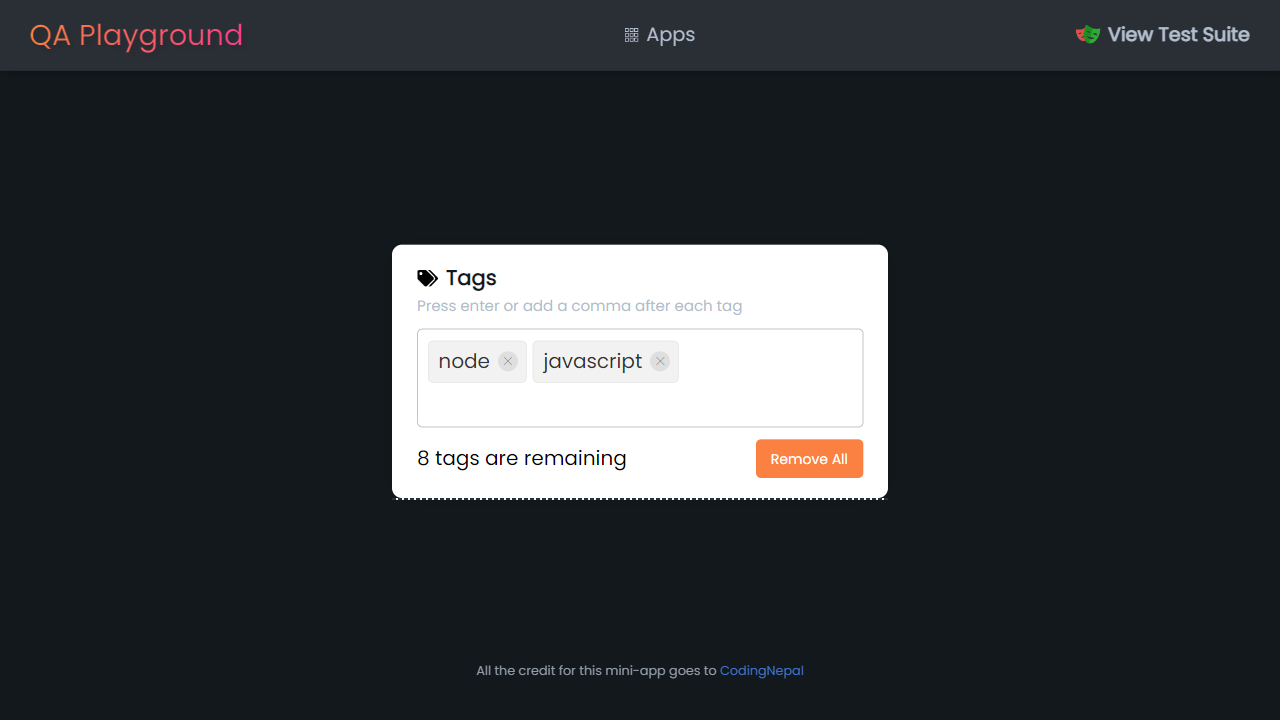 QA Playground
Apps
View Test Suite
Tags
Press enter or add a comma after each tag
node
javascript
8 tags are remaining
Remove All
All the credit for this mini-app goes to CodingNepal